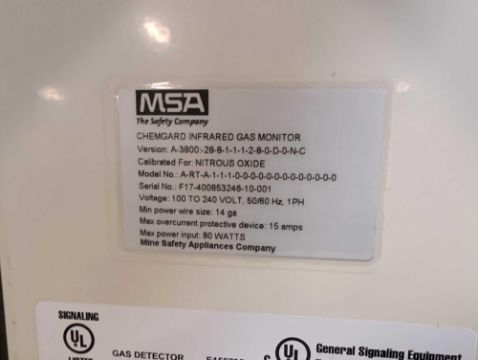 MSA
The Safety Company
CHEMGARD INFRARED GAS MONITOR
Version: A-3800:-28-8-1-1-1-2-8-0-D-0-N-C
Calibrated For: NITROUS OXIDE
Model No.: A-RT-A-1-1-1-0-0-0-0-0-0-0-0-0-0-0-0
Serial No.: F17-400853246-10-001
Voltage: 100 TO 240 VOLT, 50/60 Hz, 1PH
Min power wire size: 14 ga
Max overcurrent protective device: 15 amps
Max power input: 80 WATTS
Mine Safety Appliances Company
SIGNALING
UL
LISTED
GAS DETECTOR
C UL
General Signaling Equipment